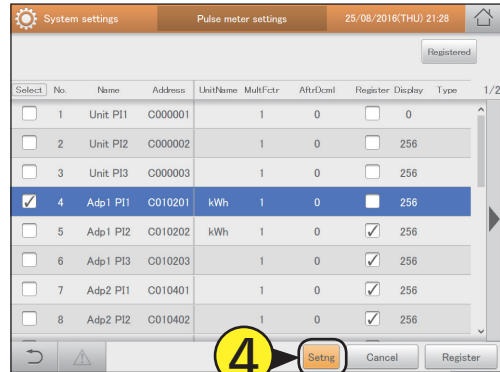 System settings Pulse meter settings 25/08/2016(THU) 21:28
Registered
Select No. Name Address UnitName MultFctr AftrDcml Register Display Type 1/2
1 Unit PI1 C000001 1 0 0
2 Unit PI2 C000002 1 0 256
3 Unit PI3 C000003 1 0 256
4 Adp1 PI1 C010201 kWh 1 0 256
5 Adp1 PI2 C010202 kWh 1 0 256
6 Adp1 PI3 C010203 1 0 256
7 Adp2 PI1 C010401 1 0 256
8 Adp2 PI2 C010402 1 0 256
4 Setng Cancel Register